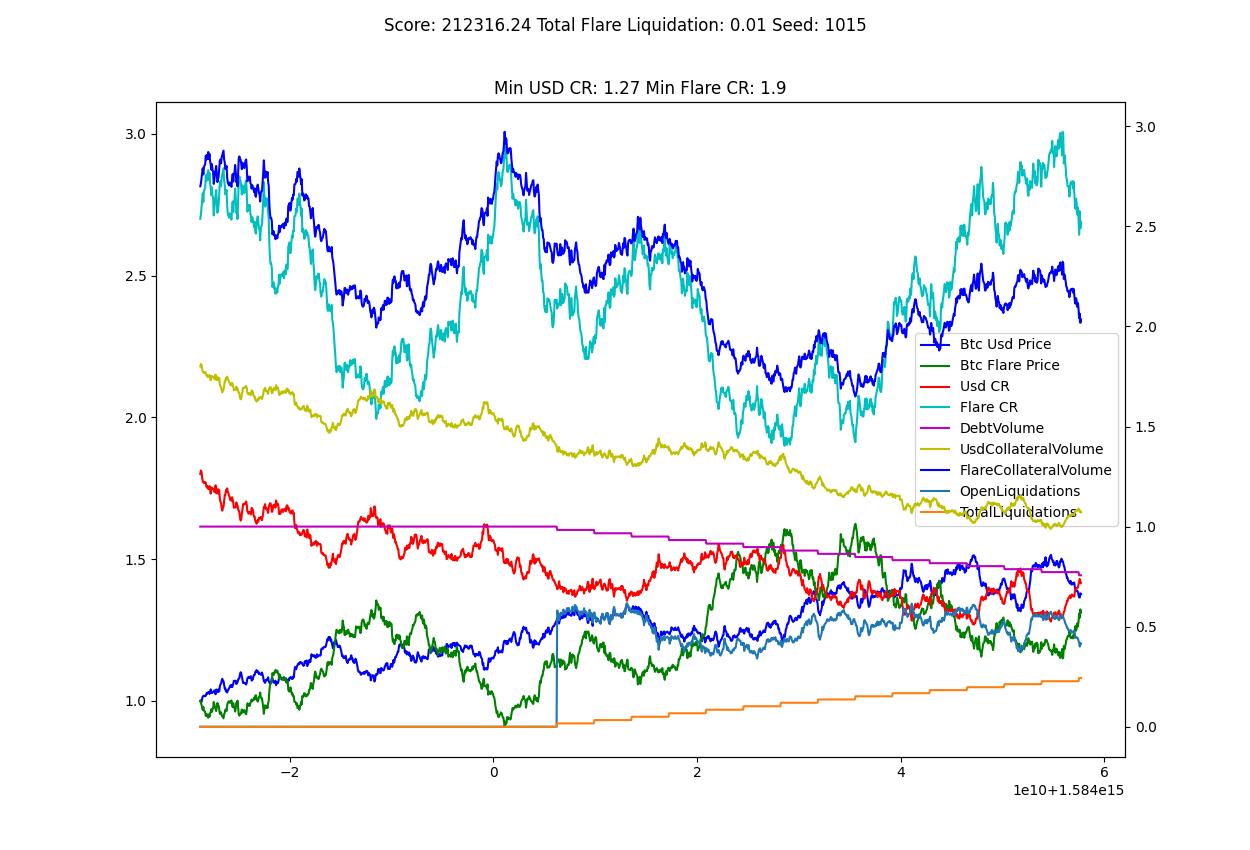 Score: 212316.24 Total Flare Liquidation: 0.01 Seed: 1015
Min USD CR: 1.27 Min Flare CR: 1.9
3.0
2.5
2.0
1.5
1.0
3.0
2.5
2.0
1.5
1.0
0.5
0.0
Btc Usd Price
Btc Flare Price
Usd CR
Flare CR
DebtVolume
UsdCollateralVolume
FlareCollateralVolume
OpenLiquidations
TotalLiquidations
−2 0 2 4 6
1e10+1.584e15